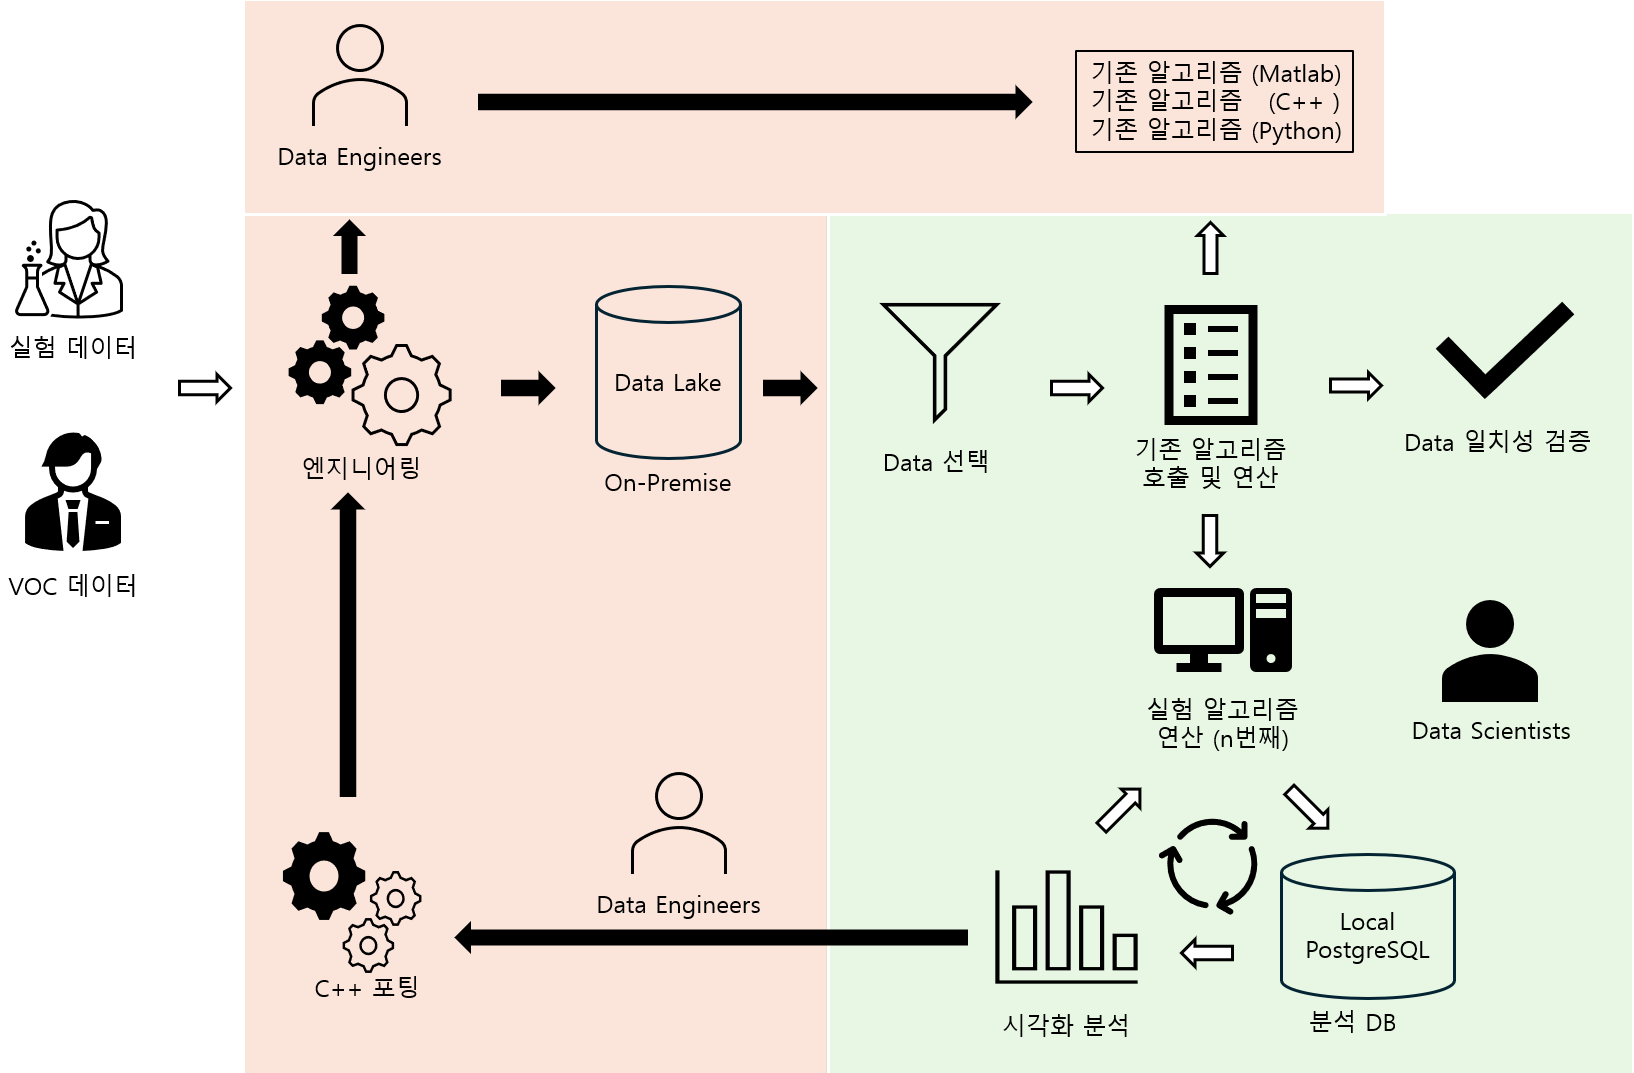 기존 알고리즘 (Matlab)
기존 알고리즘 (C++ )
기존 알고리즘 (Python)
Data Engineers
실험 데이터
VOC 데이터
엔지니어링
Data Lake
On-Premise
Data 선택
기존 알고리즘
호출 및 연산
Data 일치성 검증
실험 알고리즘
연산 (n번째)
Data Scientists
Data Engineers
C++ 포팅
시각화 분석
Local
PostgreSQL
분석 DB